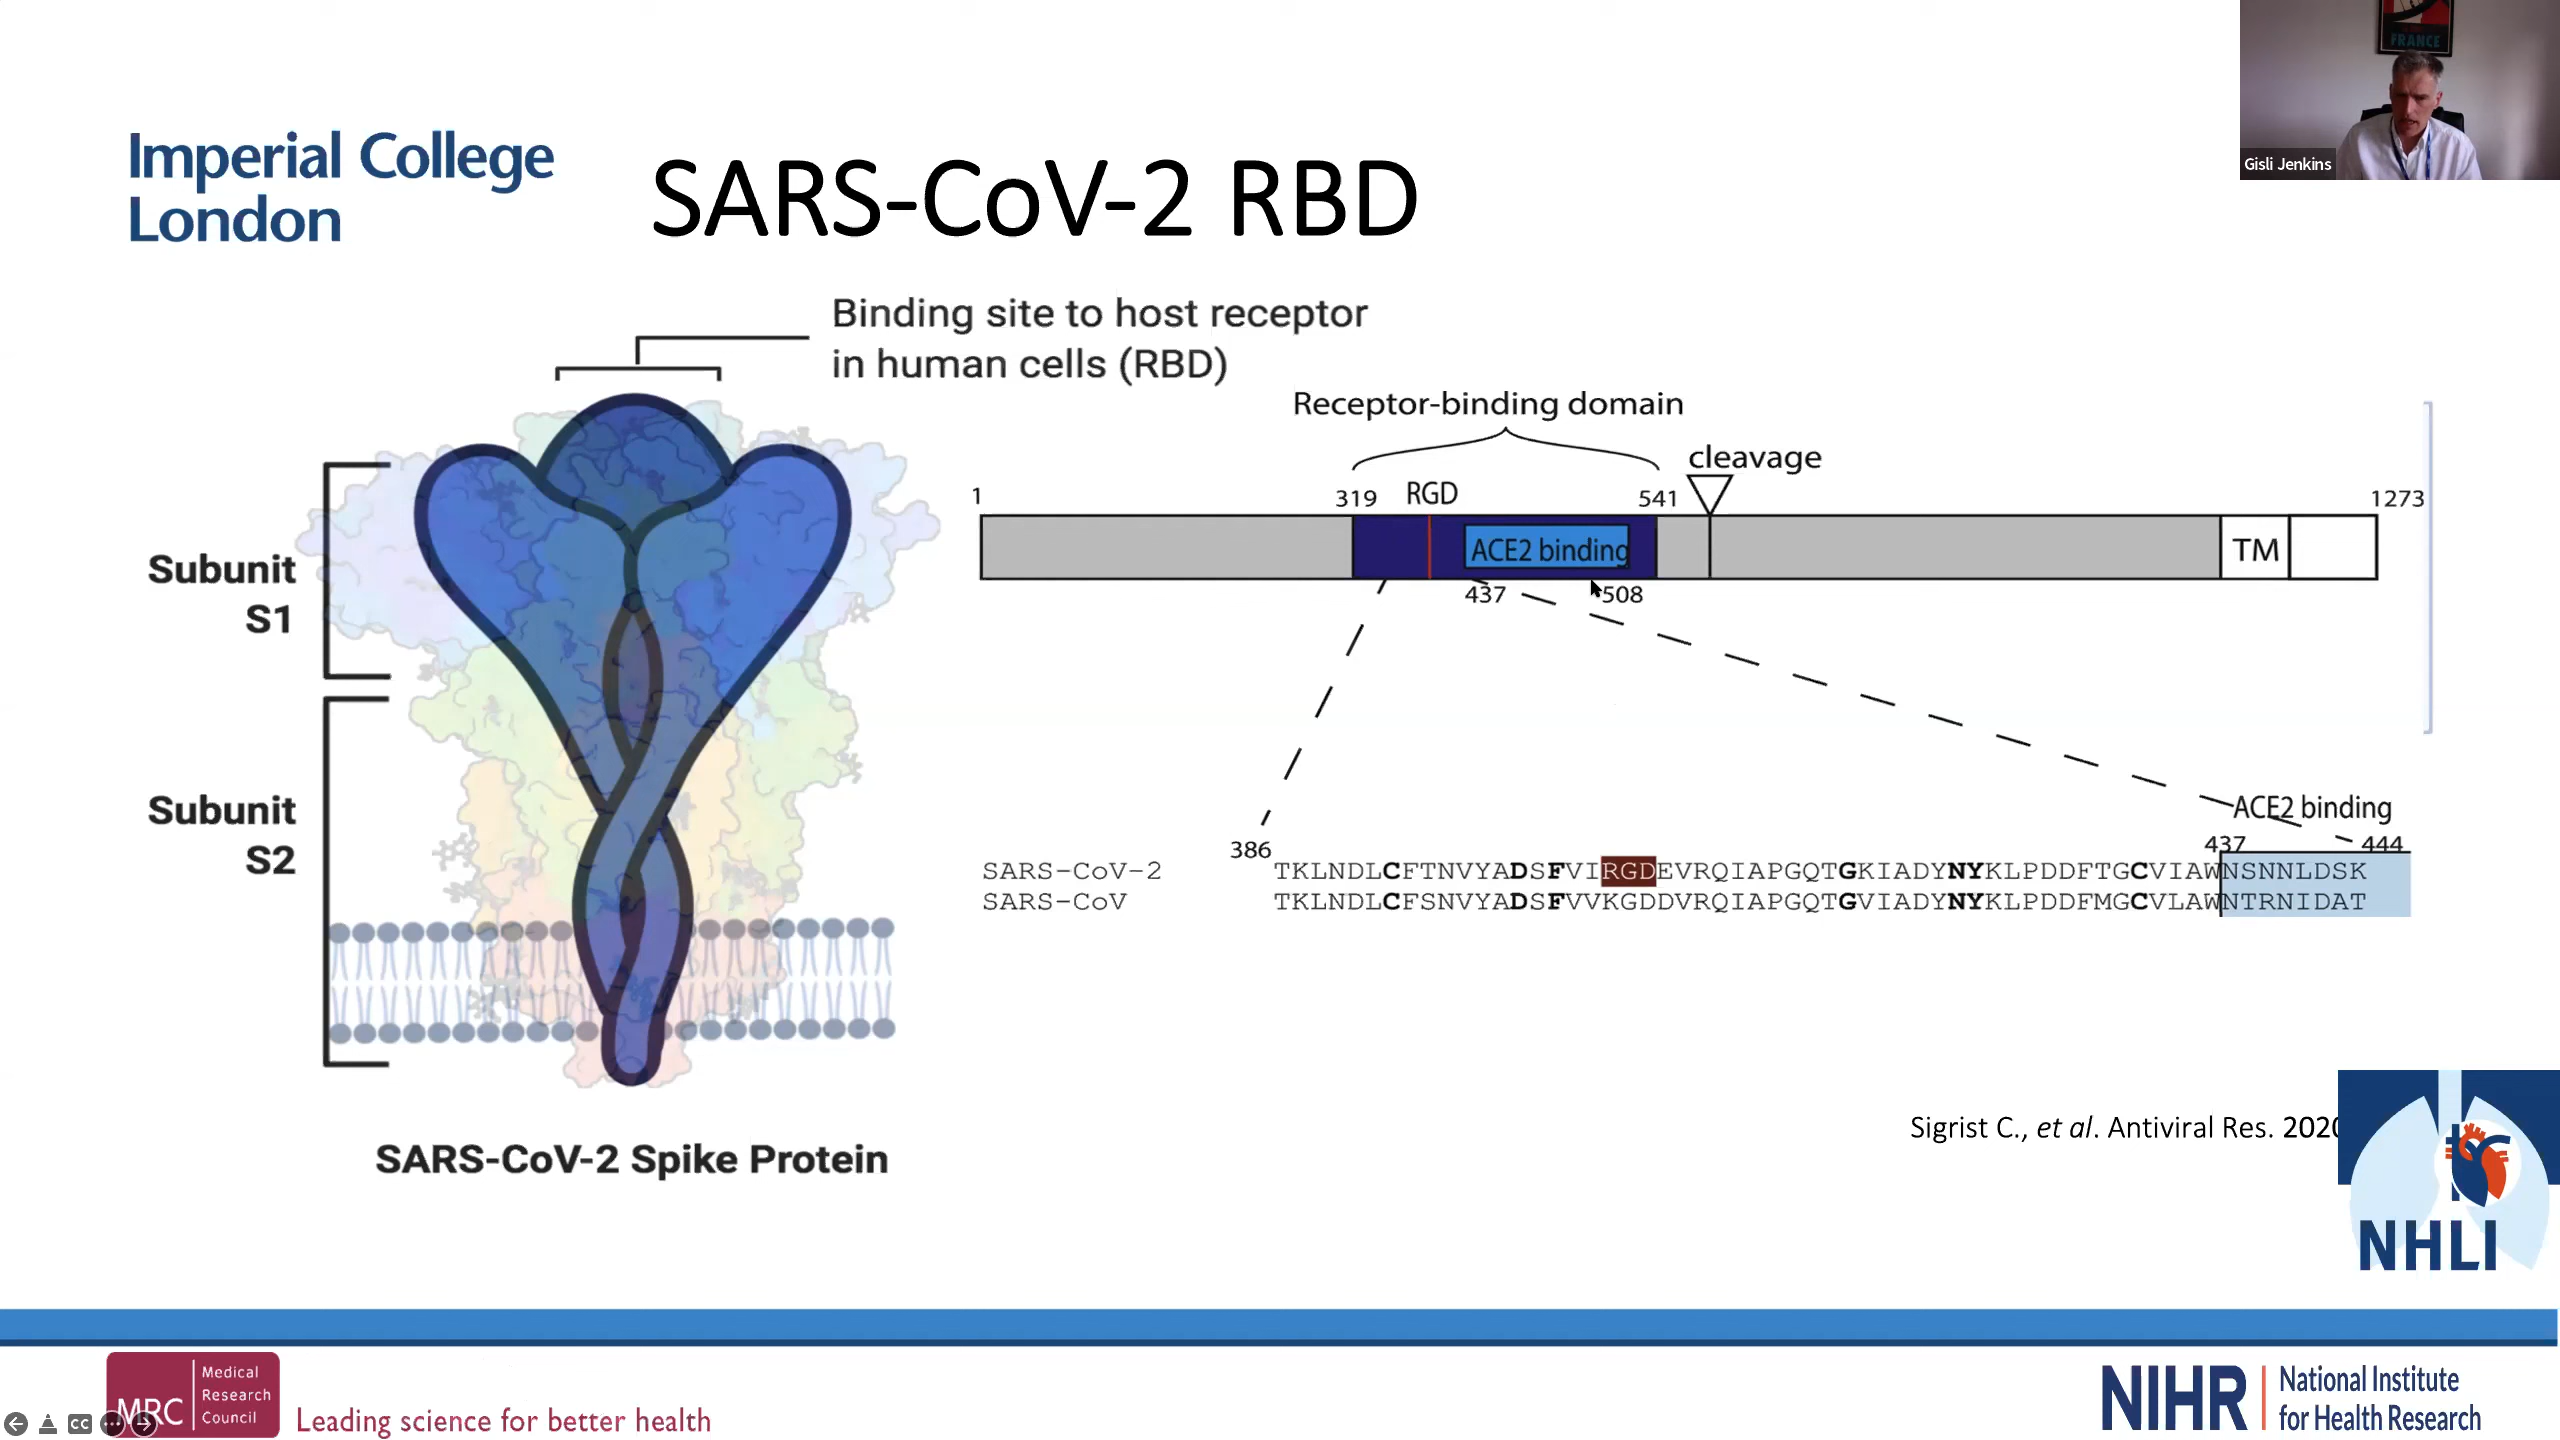 FRANCE
Gisli Jenkins
Imperial College
London
SARS-CoV-2 RBD
Binding site to host receptor
in human cells (RBD)
Subunit
S1
Subunit
S2
SARS-CoV-2 Spike Protein
Receptor-binding domain
cleavage
1
319
RGD
541
1273
ACE2 binding
TM
437
508
ACE2 binding
386
437
444
SARS-CoV-2 TKLNDLCFTNVYADSFVIRGDEVRQIAPGQTGKIADYNYKLPDDFTGCVIAWNSNNLDSK
SARS-CoV TKLNDLCFSNVYADSFVVKGDDVRQIAPGQTGVIADYNYKLPDDFMGCVLAWNTRNIDAT
Sigrist C., et al. Antiviral Res. 2020
NHLI
MRC
Medical
Research
Council
Leading science for better health
CC
NIHR
National Institute
for Health Research